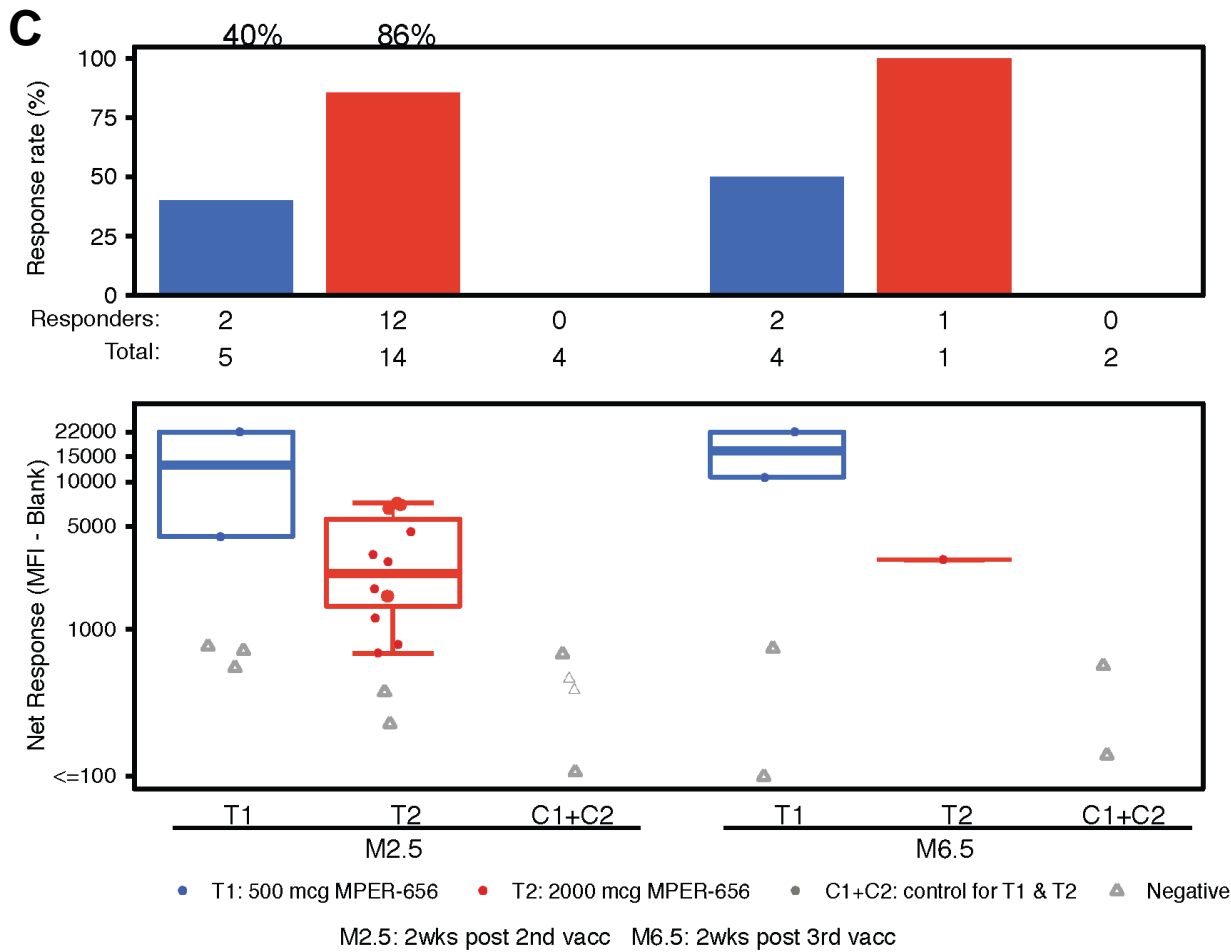 C
40% 86%
Response rate (%)
100
75
50
25
0
Responders: 2 12 0 2 1 0
Total: 5 14 4 4 1 2
Net Response (MFI - Blank)
22000
15000
10000
5000
1000
<=100
T1 T2 C1+C2 T1 T2 C1+C2
M2.5 M6.5
T1: 500 mcg MPER-656 T2: 2000 mcg MPER-656 C1+C2: control for T1 & T2 Negative
M2.5: 2wks post 2nd vacc M6.5: 2wks post 3rd vacc